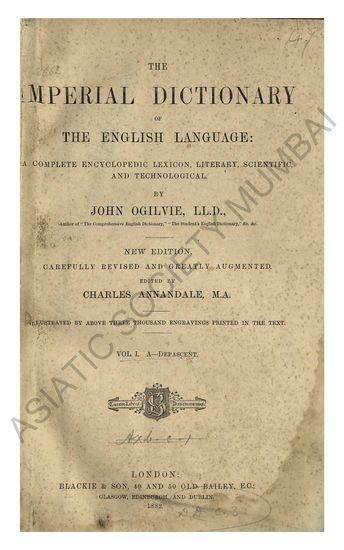 THE
MPERIAL DICTIONARY
OF
THE ENGLISH LANGUAGE:
A COMPLETE ENCYCLOPEDIC LEXICON, LITERARY, SCIENTIFIC,
AND TECHNOLOGICAL,
BY
JOHN OGILVIE, LL.D.,
Author of "The Comprehensive English Dictionary," "The Student's English Dictionary," &c. &c.
NEW EDITION,
CAREFULLY REVISED AND GREATLY AUGMENTED,
EDITED BY
CHARLES ANNANDALE, M.A.
ILLUSTRATED BY ABOVE THREE THOUSAND ENGRAVINGS PRINTED IN THE TEXT.
VOL I. A—DEPASCENT.
LONDON:
BLACKIE & SON, 49 AND 50 OLD BAILEY, E.C.;
GLASGOW, EDINBURGH, AND DUBLIN.
1882.
ASIATIC SOCIETY MUMBAI